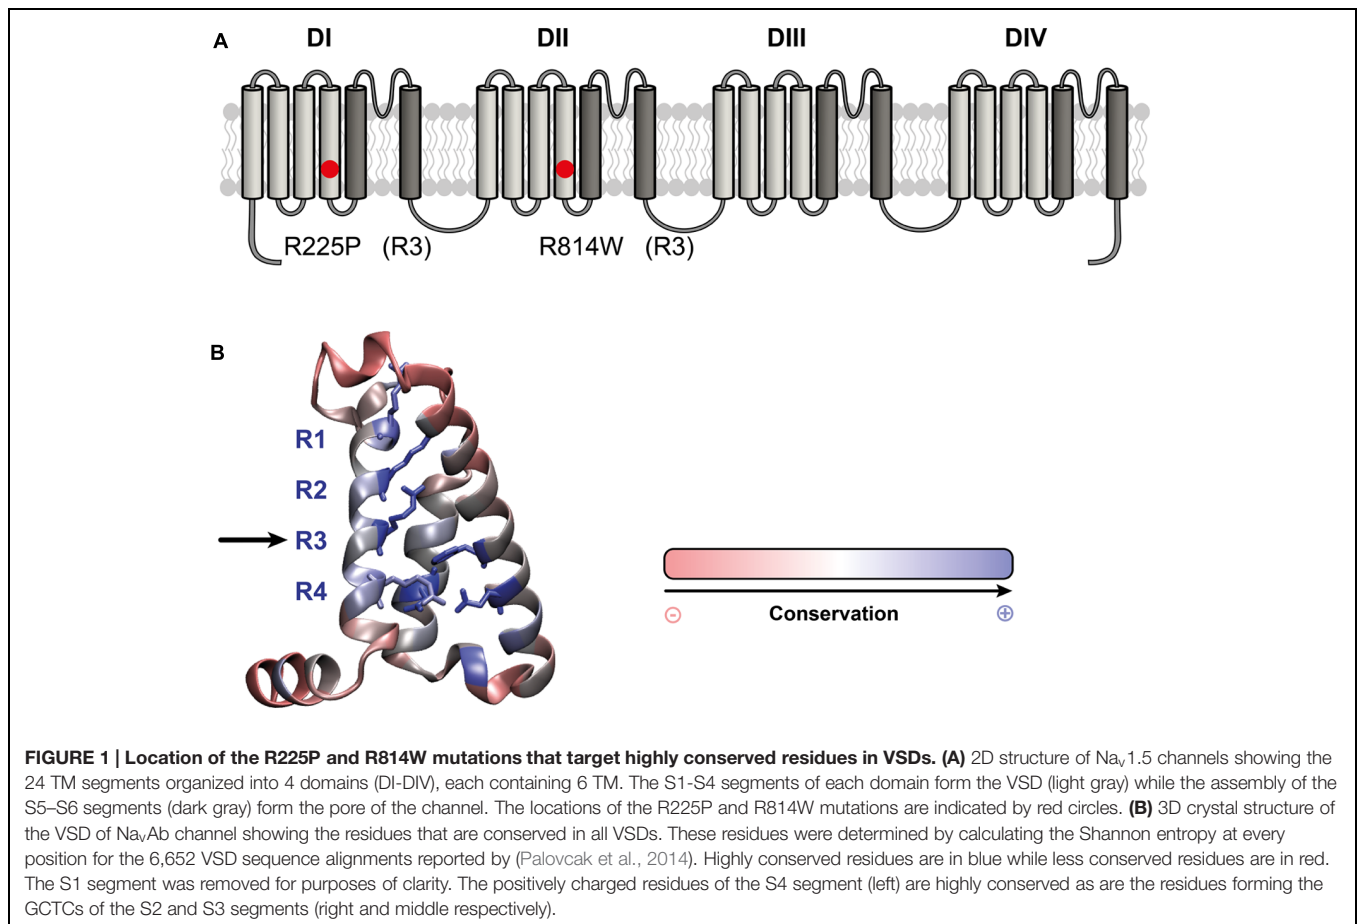 A
DI
DII
DIII
DIV
R225P (R3)
R814W (R3)
B
R1
R2
R3
R4
Conservation
FIGURE 1 | Location of the R225P and R814W mutations that target highly conserved residues in VSDs. (A) 2D structure of NaV1.5 channels showing the
24 TM segments organized into 4 domains (DI-DIV), each containing 6 TM. The S1-S4 segments of each domain form the VSD (light gray) while the assembly of the
S5–S6 segments (dark gray) form the pore of the channel. The locations of the R225P and R814W mutations are indicated by red circles. (B) 3D crystal structure of
the VSD of NaVAb channel showing the residues that are conserved in all VSDs. These residues were determined by calculating the Shannon entropy at every
position for the 6,652 VSD sequence alignments reported by (Palovcak et al., 2014). Highly conserved residues are in blue while less conserved residues are in red.
The S1 segment was removed for purposes of clarity. The positively charged residues of the S4 segment (left) are highly conserved as are the residues forming the
GCTCs of the S2 and S3 segments (right and middle respectively).